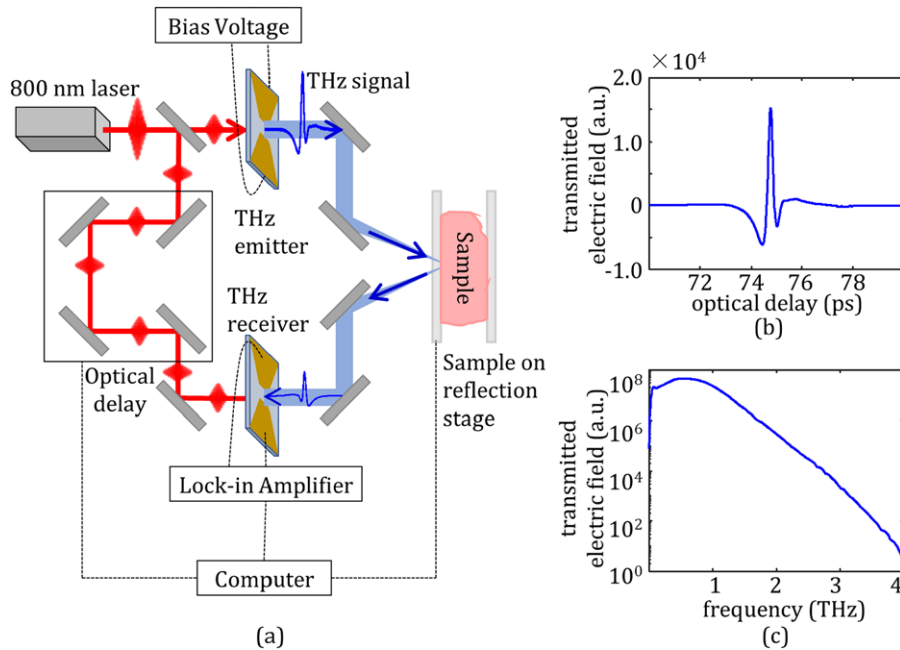 Bias Voltage
800 nm laser
THz signal
THz
emitter
THz
receiver
Sample
Optical
delay
Sample on
reflection
stage
Lock-in Amplifier
Computer
(a)
×10⁴
2.0
1.0
0
-1.0
transmitted
electric field (a.u.)
72
74
76
78
optical delay (ps)
(b)
10⁸
10⁶
10⁴
10²
10⁰
transmitted
electric field (a.u.)
1
2
3
4
frequency (THz)
(c)